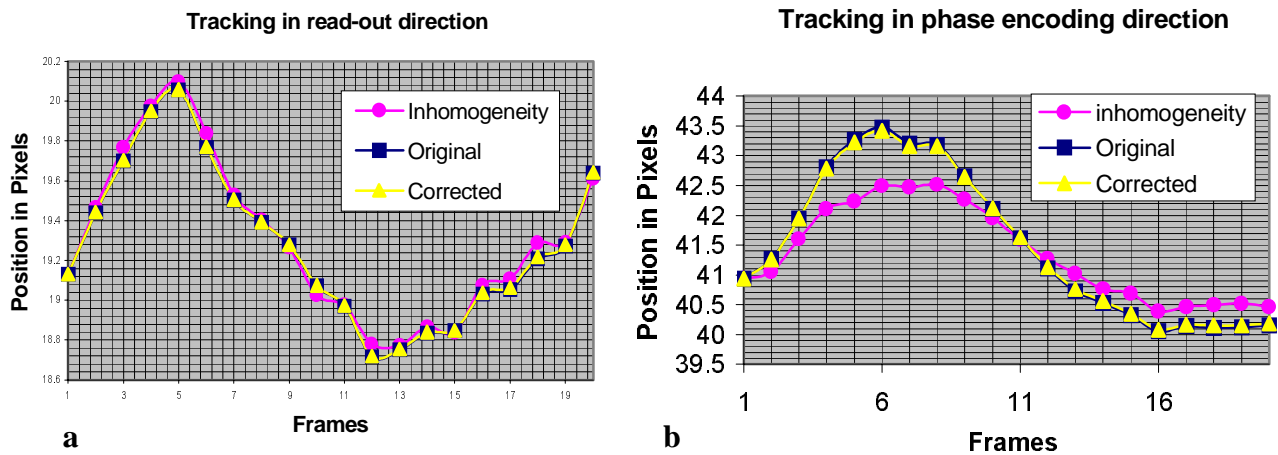 Tracking in read-out direction
20.2
20
19.8
19.6
19.4
19.2
19
18.8
18.6
Position in Pixels
Inhomogeneity
Original
Corrected
1 3 5 7 9 11 13 15 17 19
Frames
a
Tracking in phase encoding direction
44
43.5
43
42.5
42
41.5
41
40.5
40
39.5
Position in Pixels
inhomogeneity
Original
Corrected
1 6 11 16
Frames
b